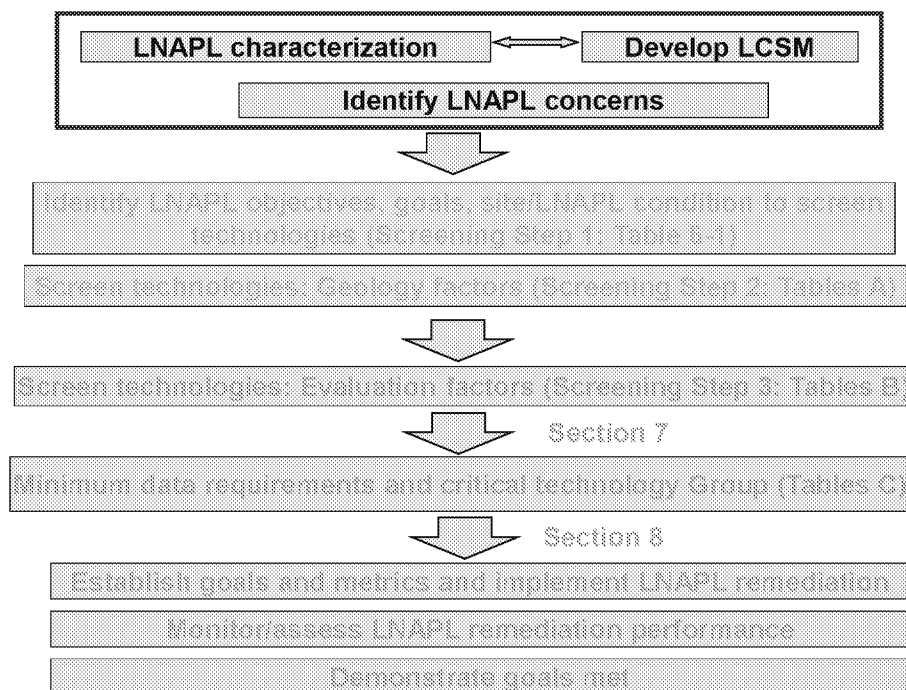 LNAPL characterization
Develop LCSM
Identify LNAPL concerns
Identify LNAPL objectives, goals, site/LNAPL condition to screen
technologies (Screening Step 1: Table 6-1)
Screen technologies: Geology factors (Screening Step 2: Tables A)
Screen technologies: Evaluation factors (Screening Step 3: Tables B)
Section 7
Minimum data requirements and critical technology Group (Tables C)
Section 8
Establish goals and metrics and implement LNAPL remediation
Monitor/assess LNAPL remediation performance
Demonstrate goals met